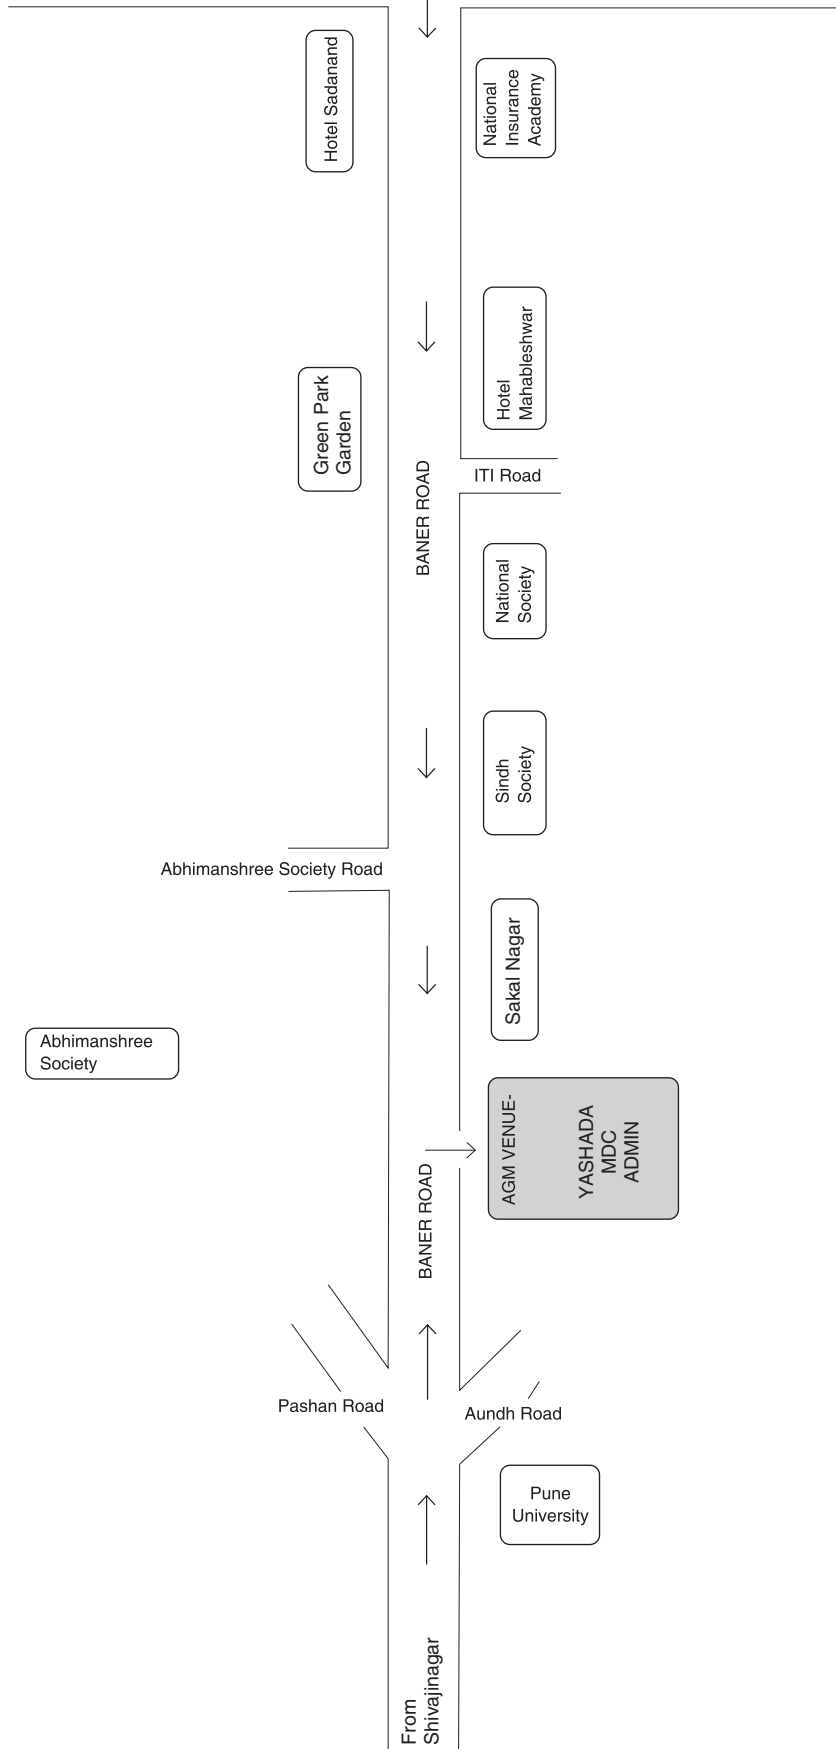 Hotel Sadanand
National
Insurance
Academy
Hotel
Mahableshwar
Green Park
Garden
BANER ROAD
ITI Road
National
Society
Sindh
Society
Abhimanshree Society Road
Sakal Nagar
Abhimanshree
Society
AGM VENUE-
YASHADA
MDC
ADMIN
BANER ROAD
Pashan Road
Aundh Road
Pune
University
From
Shivajinagar